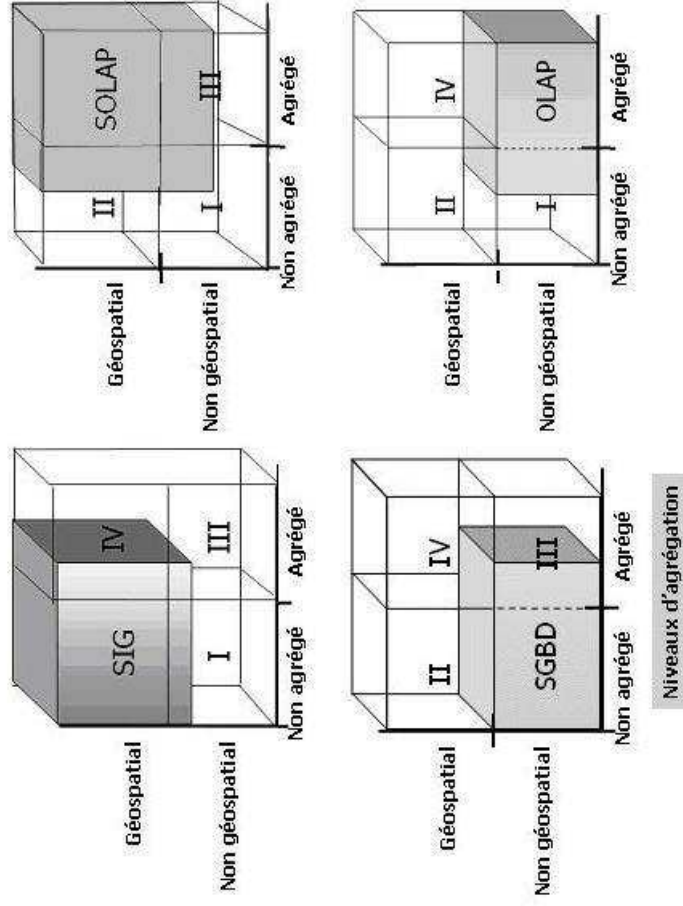 Géospatial
Non géospatial
SIG
IV
I
III
Non agrégé
Agrégé
Géospatial
Non géospatial
II
SOLAP
I
III
Non agrégé
Agrégé
Géospatial
Non géospatial
II
IV
SGBD
III
Non agrégé
Agrégé
Géospatial
Non géospatial
II
IV
I
OLAP
Non agrégé
Agrégé
Niveaux d'agrégation